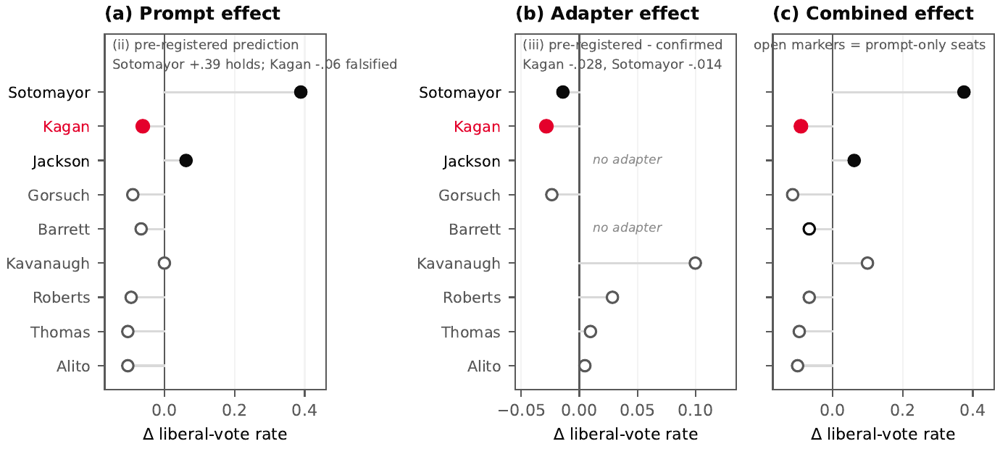 (a) Prompt effect
(ii) pre-registered prediction
Sotomayor +.39 holds; Kagan -.06 falsified
Sotomayor
Kagan
Jackson
Gorsuch
Barrett
Kavanaugh
Roberts
Thomas
Alito
0.0 0.2 0.4
Δ liberal-vote rate
(b) Adapter effect
(iii) pre-registered - confirmed
Kagan -.028, Sotomayor -.014
Sotomayor
Kagan
Jackson no adapter
Gorsuch
Barrett no adapter
Kavanaugh
Roberts
Thomas
Alito
−0.05 0.00 0.05 0.10
Δ liberal-vote rate
(c) Combined effect
open markers = prompt-only seats
0.0 0.2 0.4
Δ liberal-vote rate